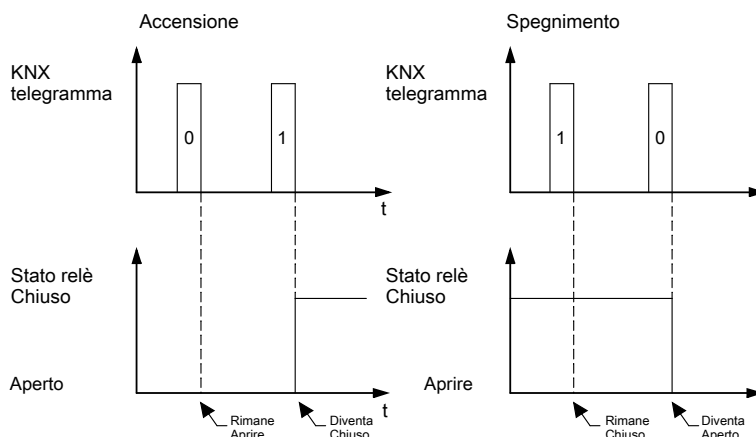 Accensione
KNX
telegramma
0
1
t
Stato relè
Chiuso
Aperto
Rimane
Aprire
Diventa
Chiuso
t
Spegnimento
KNX
telegramma
1
0
Stato relè
Chiuso
Aprire
Rimane
Chiuso
Diventa
Aperto